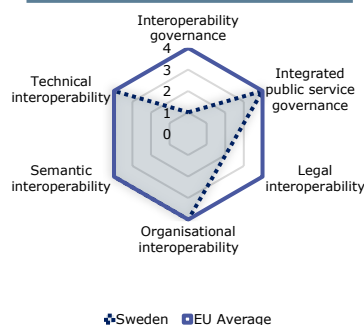 Interoperability
governance
4
3
2
1
0
Integrated
public service
governance
Legal
interoperability
Organisational
interoperability
Semantic
interoperability
Technical
interoperability
Sweden EU Average